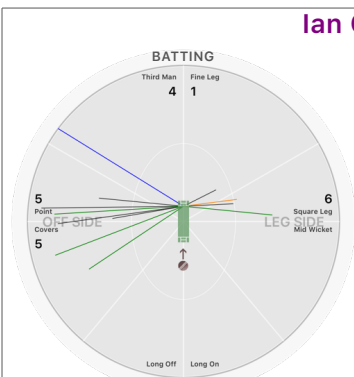 Ian
BATTING
Third Man Fine Leg
4 1
5 6
Point Square Leg
OFF SIDE LEG SIDE
Covers Mid Wicket
5
Long Off Long On